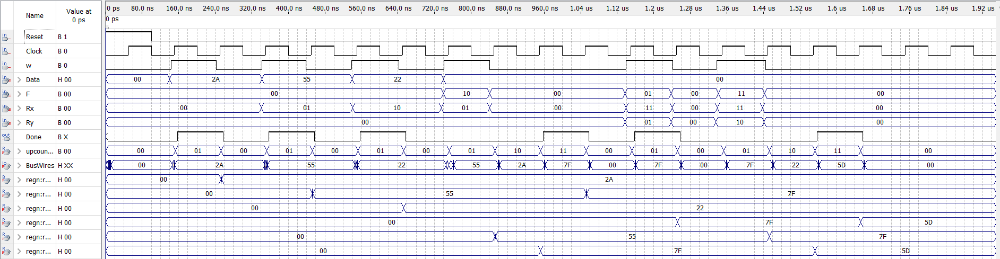 Name Value at 0 ps
0 ps 80.0 ns 160.0 ns 240.0 ns 320.0 ns 400.0 ns 480.0 ns 560.0 ns 640.0 ns 720.0 ns 800.0 ns 880.0 ns 960.0 ns 1.04 us 1.12 us 1.2 us 1.28 us 1.36 us 1.44 us 1.52 us 1.6 us 1.68 us 1.76 us 1.84 us 1.92 us
0 ps
in Reset B 1
in Clock B 0
in w B 0
in Data H 00 00 2A 55 22 00
in F B 00 00 10 00 01 00 11 00
in Rx B 00 00 01 10 01 00 11 00 11 00
in Ry B 00 00 01 00 10 00
out Done B X
R upcoun... B 00 00 01 00 01 00 01 00 01 10 11 00 01 00 01 10 11 00
io BusWires H XX 00 2A 55 22 55 2A 7F 00 7F 00 7F 22 5D 00
R regn:r... H 00 00 2A
R regn:r... H 00 00 55 7F
R regn:r... H 00 00 22
R regn:r... H 00 00 7F 5D
R regn:r... H 00 00 55 7F
R regn:r... H 00 00 7F 5D